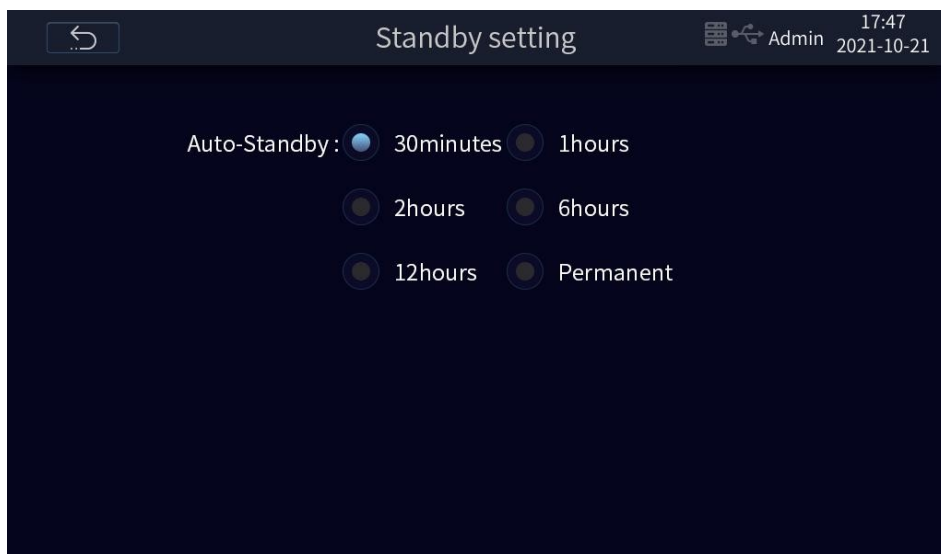 Standby setting
Admin
17:47
2021-10-21
Auto-Standby : 30minutes 1hours
2hours 6hours
12hours Permanent